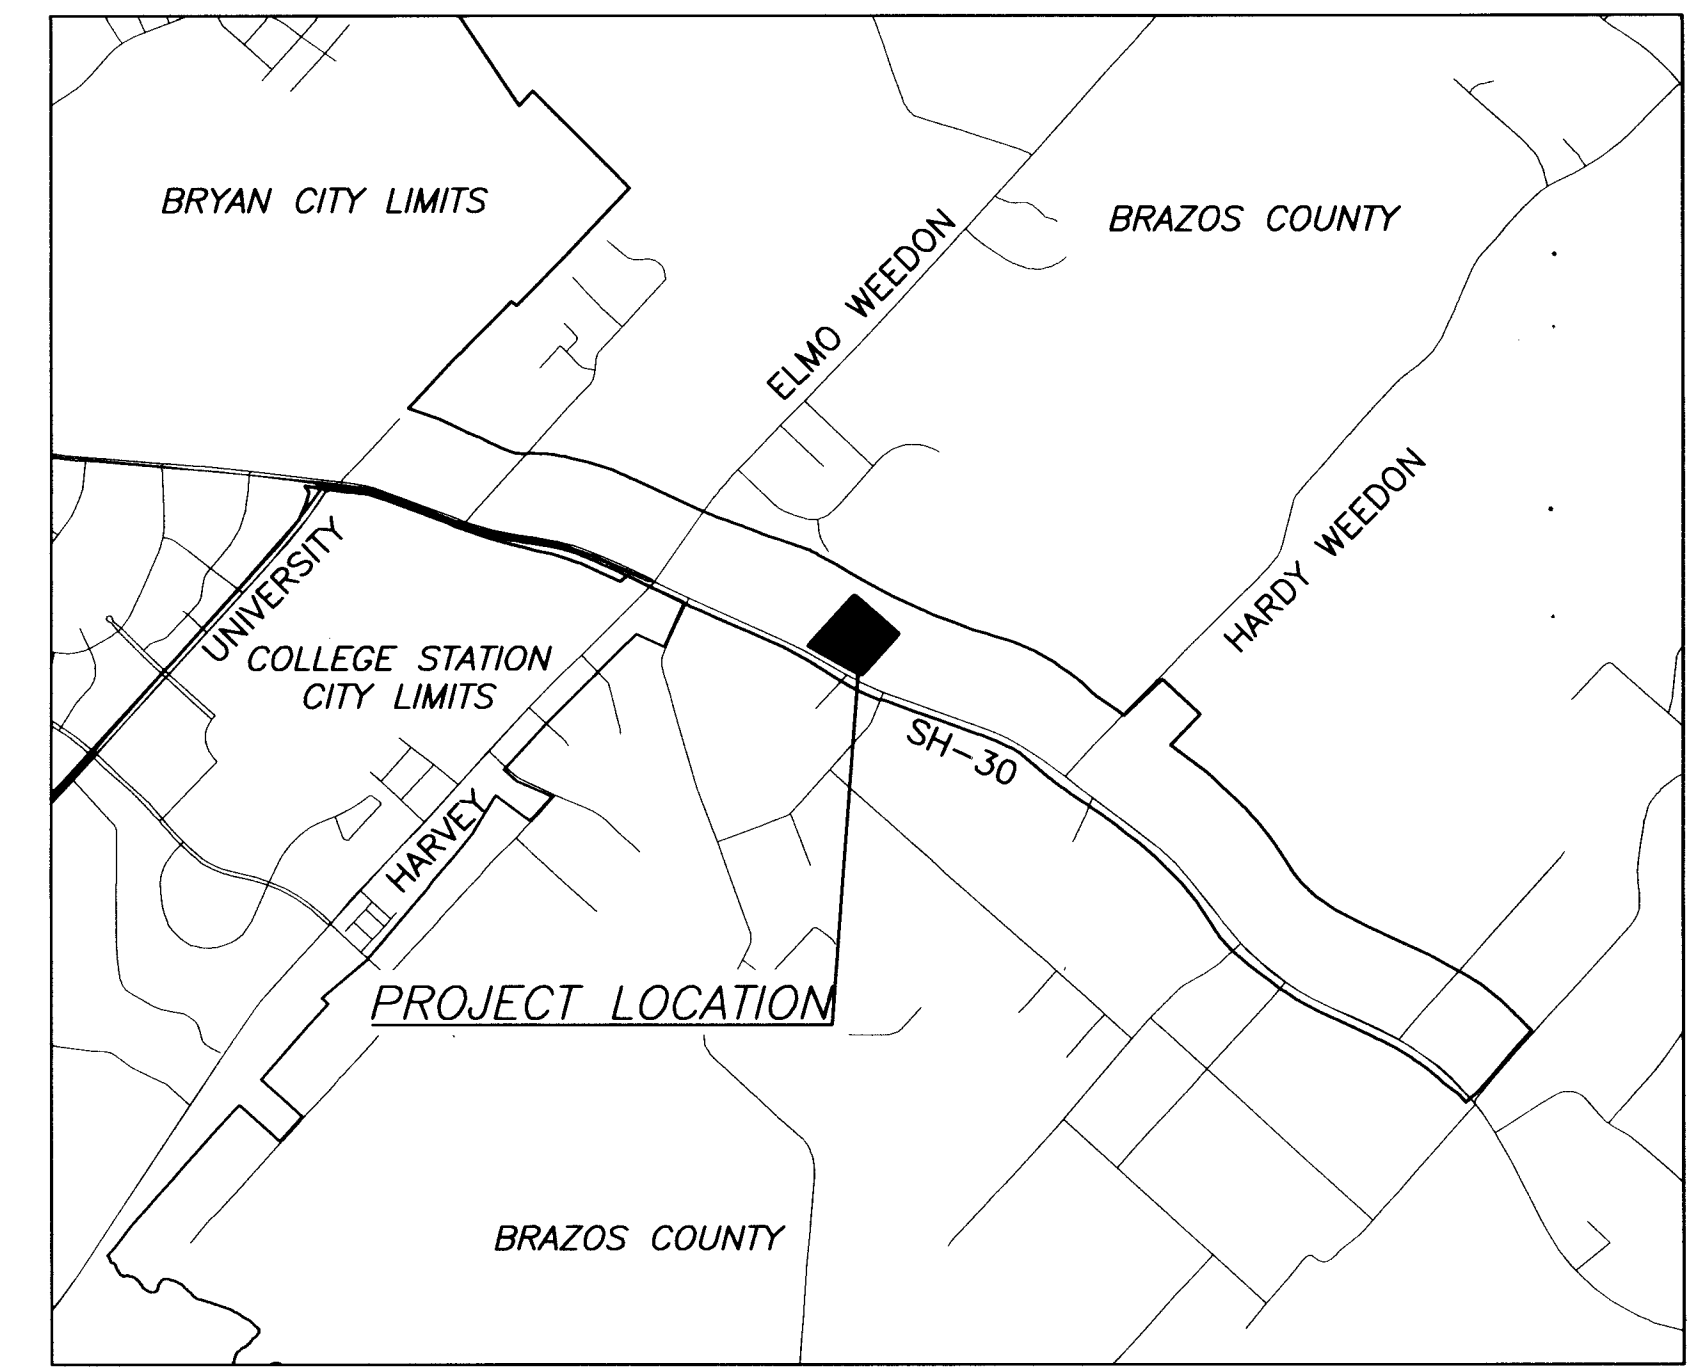 BRYAN CITY LIMITS
BRAZOS COUNTY
ELMO WEEDON
HARDY WEEDON
UNIVERSITY
COLLEGE STATION
CITY LIMITS
SH-30
HARVEY
PROJECT LOCATION
BRAZOS COUNTY